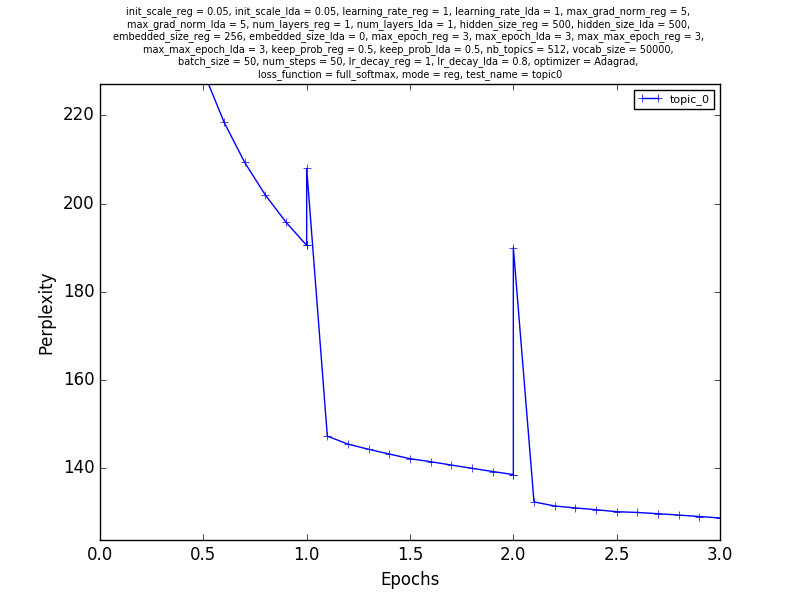 init_scale_reg = 0.05, init_scale_lda = 0.05, learning_rate_reg = 1, learning_rate_lda = 1, max_grad_norm_reg = 5,
max_grad_norm_lda = 5, num_layers_reg = 1, num_layers_lda = 1, hidden_size_reg = 500, hidden_size_lda = 500,
embedded_size_reg = 256, embedded_size_lda = 0, max_epoch_reg = 3, max_epoch_lda = 3, max_max_epoch_reg = 3,
max_max_epoch_lda = 3, keep_prob_reg = 0.5, keep_prob_lda = 0.5, nb_topics = 512, vocab_size = 50000,
batch_size = 50, num_steps = 50, lr_decay_reg = 1, lr_decay_lda = 0.8, optimizer = Adagrad,
loss_function = full_softmax, mode = reg, test_name = topic0
topic_0
220
200
180
160
140
Perplexity
0.0 0.5 1.0 1.5 2.0 2.5 3.0
Epochs